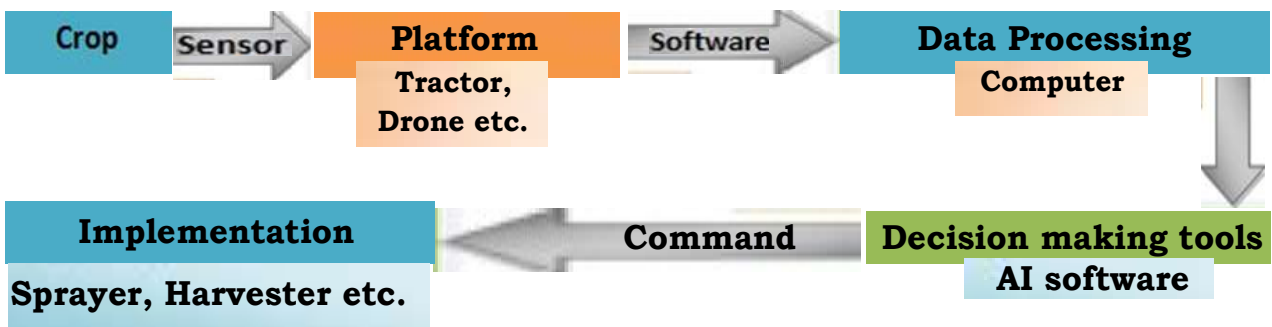 Crop
Sensor
Platform
Tractor,
Drone etc.
Software
Data Processing
Computer
Decision making tools
AI software
Command
Implementation
Sprayer, Harvester etc.